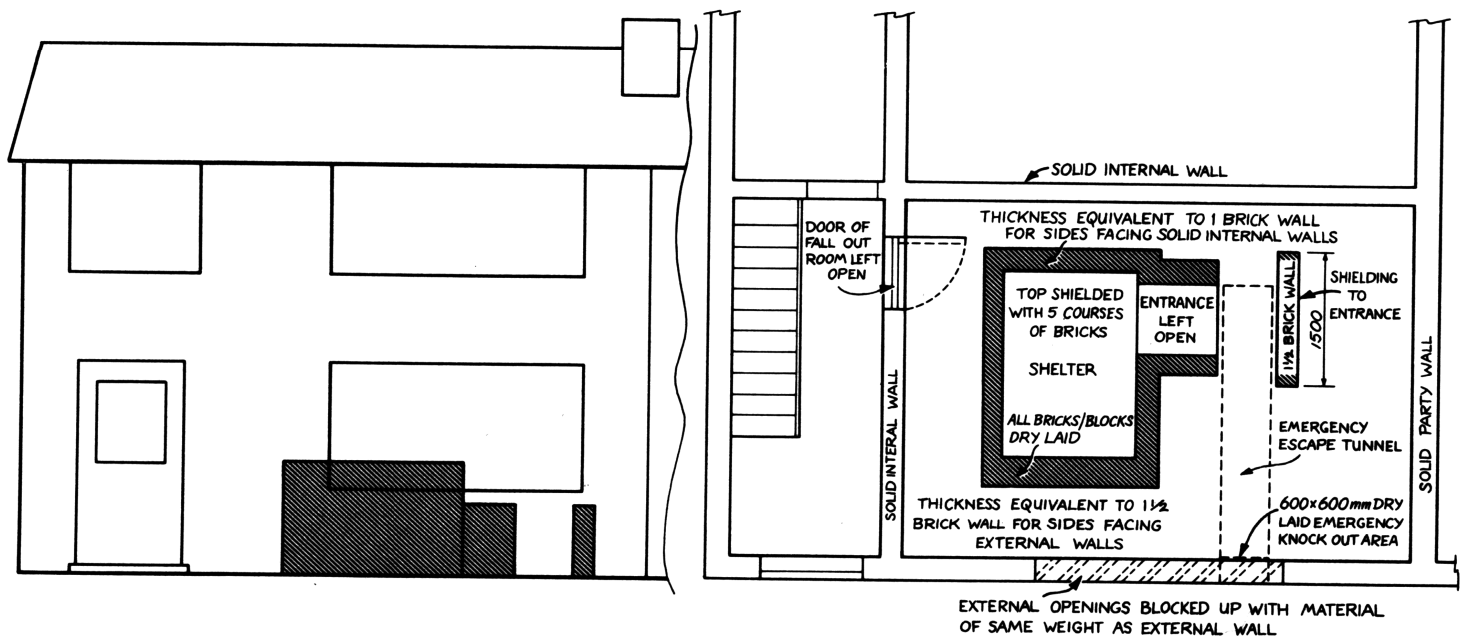 SOLID INTERNAL WALL
THICKNESS EQUIVALENT TO 1 BRICK WALL
FOR SIDES FACING SOLID INTERNAL WALLS
DOOR OF
FALL OUT
ROOM LEFT
OPEN
TOP SHIELDED
WITH 5 COURSES
OF BRICKS
SHELTER
ALL BRICKS/BLOCKS
DRY LAID
ENTRANCE
LEFT
OPEN
1½ BRICK WALL
1500
SHIELDING
TO
ENTRANCE
SOLID INTERAL WALL
SOLID PARTY WALL
EMERGENCY
ESCAPE TUNNEL
THICKNESS EQUIVALENT TO 1½
BRICK WALL FOR SIDES FACING
EXTERNAL WALLS
600x600mm DRY
LAID EMERGENCY
KNOCK OUT AREA
EXTERNAL OPENINGS BLOCKED UP WITH MATERIAL
OF SAME WEIGHT AS EXTERNAL WALL